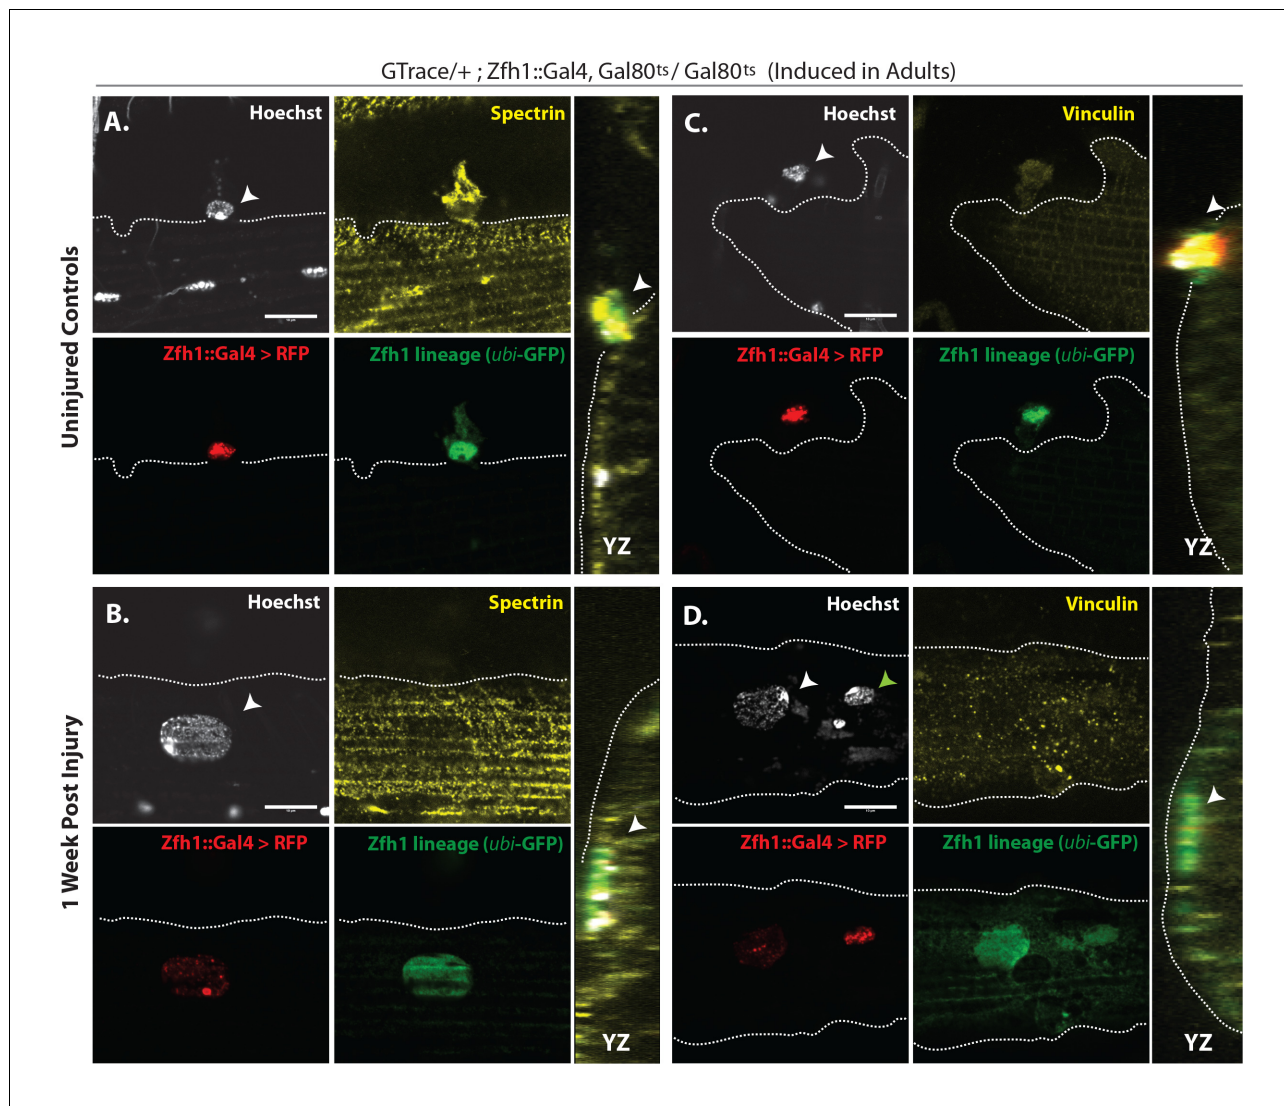 GTrace/+ ; Zfh1::Gal4, Gal80ts / Gal80ts (Induced in Adults)
Uninjured Controls
A.
Hoechst
Spectrin
YZ
Zfh1::Gal4 > RFP
Zfh1 lineage (ubi-GFP)
C.
Hoechst
Vinculin
YZ
Zfh1::Gal4 > RFP
Zfh1 lineage (ubi-GFP)
1 Week Post Injury
B.
Hoechst
Spectrin
YZ
Zfh1::Gal4 > RFP
Zfh1 lineage (ubi-GFP)
D.
Hoechst
Vinculin
YZ
Zfh1::Gal4 > RFP
Zfh1 lineage (ubi-GFP)